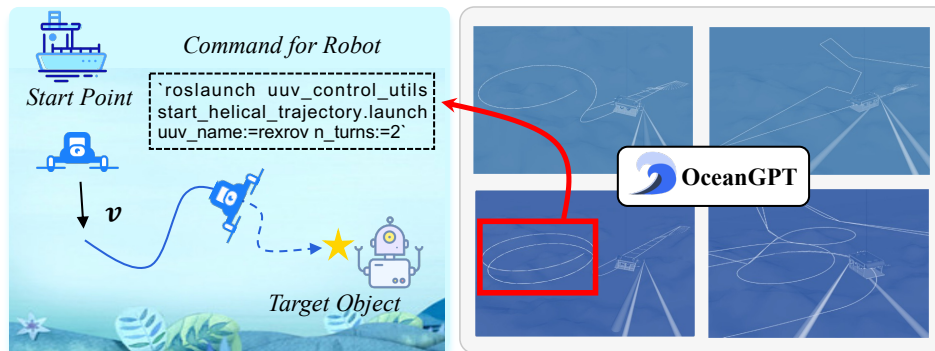 Command for Robot
Start Point
`roslaunch uuv_control_utils
start_helical_trajectory.launch
uuv_name:=rexrov n_turns:=2`
v
Target Object
OceanGPT